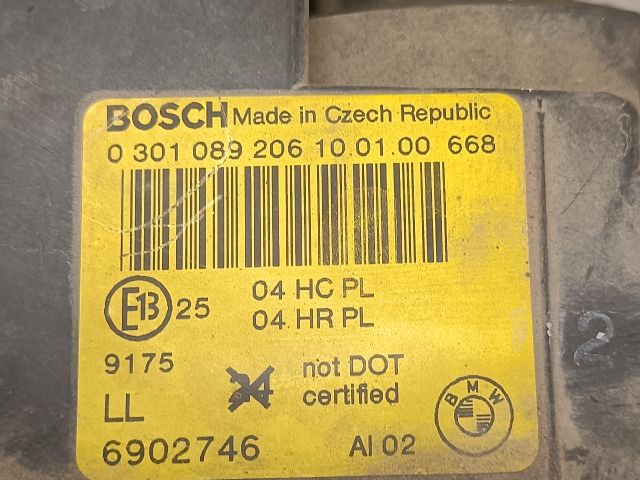 BOSCH Made in Czech Republic
0 301 089 206 10.01.00 668
E13 25 04 HC PL
04 HR PL
9175 not DOT
34 certified
LL
6902746 AI 02
BMW
2